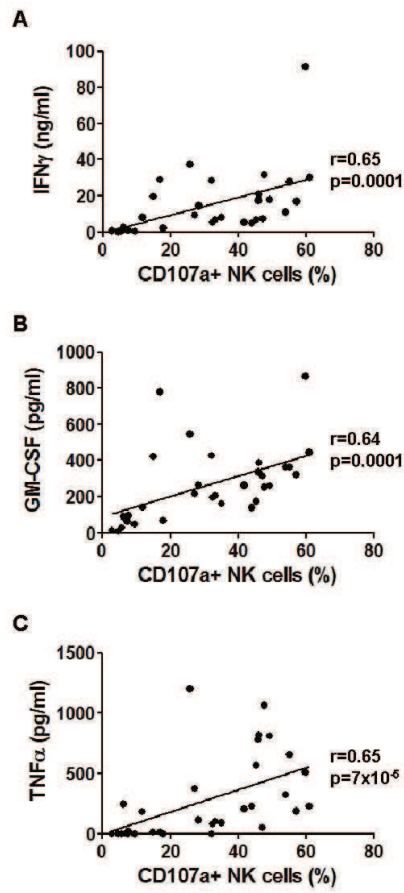 A
100
80
60
40
20
0
IFNγ (ng/ml)
r=0.65
p=0.0001
0 20 40 60 80
CD107a+ NK cells (%)
B
1000
800
600
400
200
0
GM-CSF (pg/ml)
r=0.64
p=0.0001
0 20 40 60 80
CD107a+ NK cells (%)
C
1500
1000
500
0
TNFα (pg/ml)
r=0.65
p=7x10⁻⁵
0 20 40 60 80
CD107a+ NK cells (%)